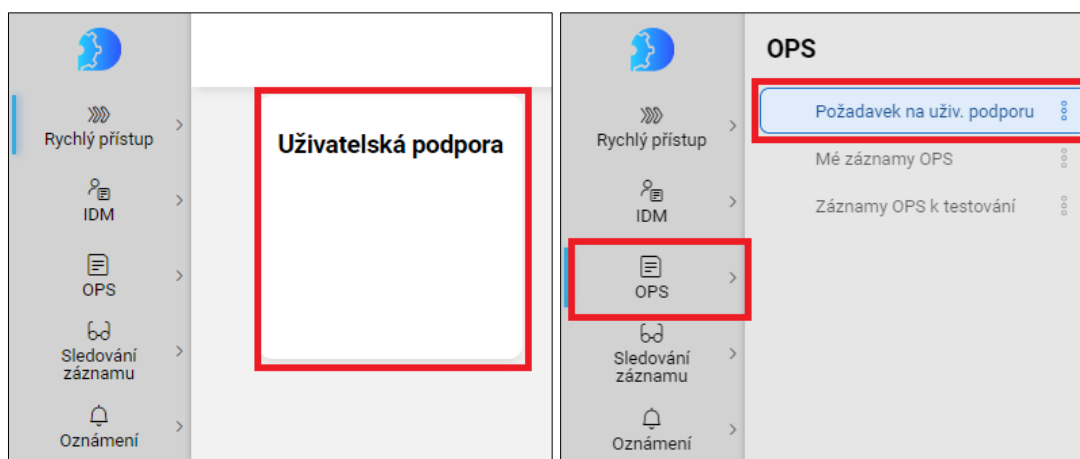 Rychlý přístup
IDM
OPS
Sledování
záznamu
Oznámení
Uživatelská podpora
Rychlý přístup
IDM
OPS
Sledování
záznamu
Oznámení
OPS
Požadavek na uživ. podporu
Mé záznamy OPS
Záznamy OPS k testování